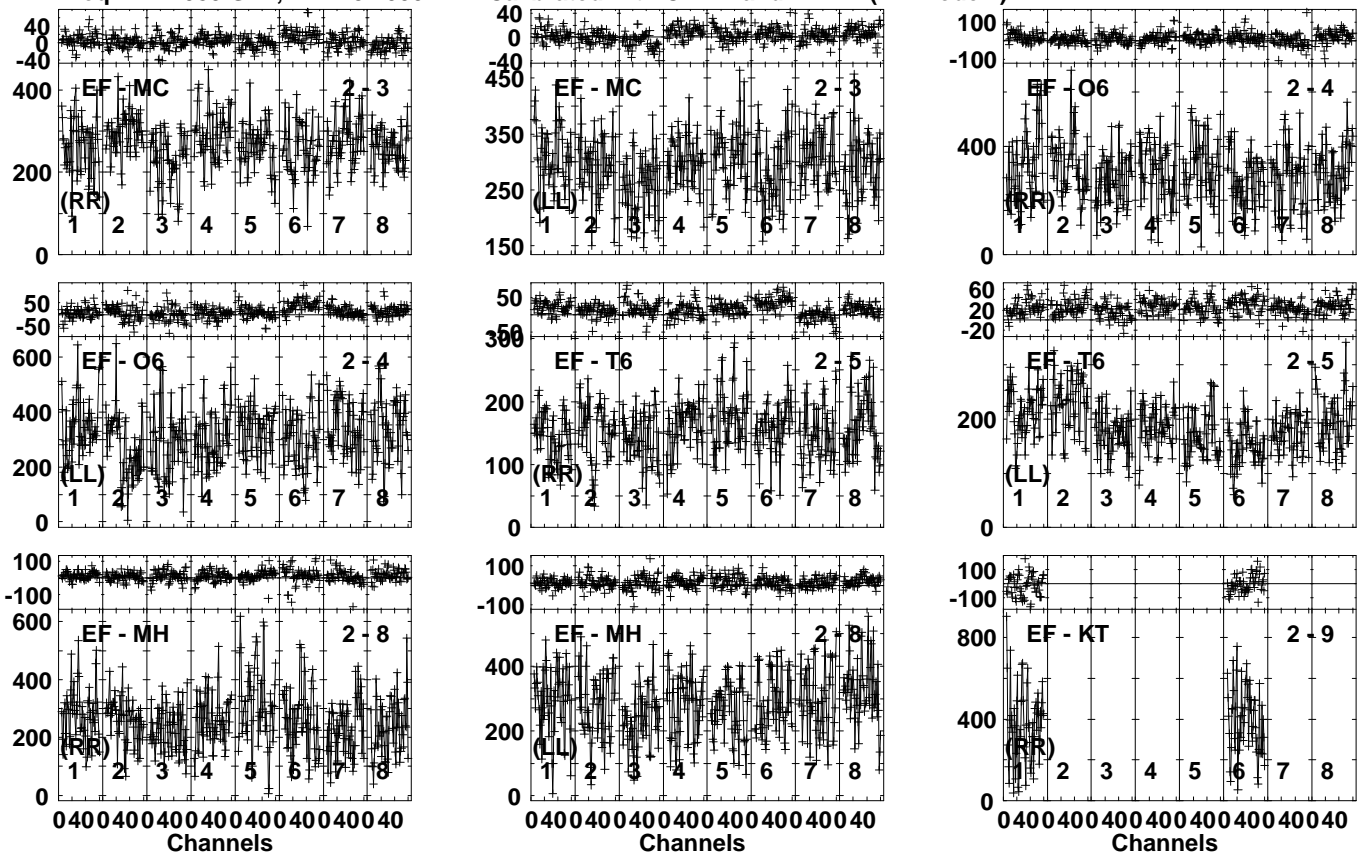 40 0 -40 400 200 0 EF - MC 2 - 3 (RR) 1 2 3 4 5 6 7 8
40 0 -40 450 350 250 150 EF - MC 2 - 3 (LL) 1 2 3 4 5 6 7 8
100 -100 400 0 EF - O6 2 - 4 (RR) 1 2 3 4 5 6 7 8
50 -50 600 400 200 0 EF - O6 2 - 4 (LL) 1 2 3 4 5 6 7 8
50 -50 300 200 100 0 EF - T6 2 - 5 (RR) 1 2 3 4 5 6 7 8
60 20 -20 200 0 EF - T6 2 - 5 (LL) 1 2 3 4 5 6 7 8
100 -100 600 400 200 0 EF - MH 2 - 8 (RR) 1 2 3 4 5 6 7 8
100 -100 400 200 0 EF - MH 2 - 8 (LL) 1 2 3 4 5 6 7 8
100 -100 800 400 0 EF - KT 2 - 9 (RR) 1 2 3 4 5 6 7 8
0 40 0 40 0 40 0 40 0 40 0 40 0 40 0 40 0 40 0 40 0 40 0 40 0 40 0 40 0 40 0 40 0 40 0 40 0 40 0 40 0 40 0 40 0 40 0 40
Channels Channels Channels